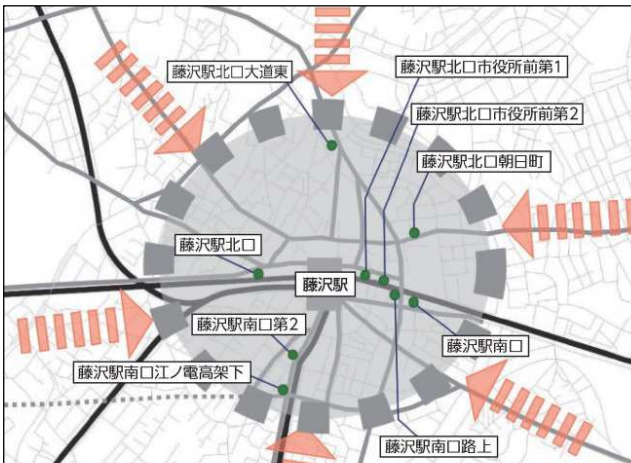 藤沢駅北口大道東
藤沢駅北口市役所前第1
藤沢駅北口市役所前第2
藤沢駅北口朝日町
藤沢駅北口
藤沢駅
藤沢駅南口第2
藤沢駅南口
藤沢駅南口江ノ電高架下
藤沢駅南口路上